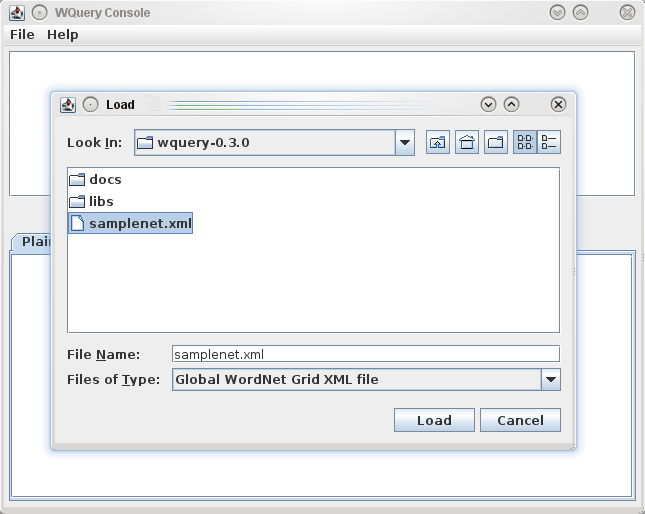 WQuery Console
File Help
Load
Look In: wquery-0.3.0
docs
libs
samplenet.xml
Plai
File Name: samplenet.xml
Files of Type: Global WordNet Grid XML file
Load Cancel